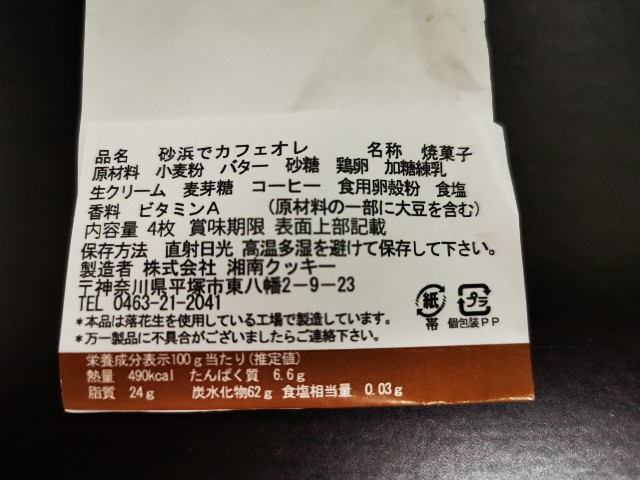 品名 砂浜でカフェオレ 名称 焼菓子
原材料 小麦粉 バター 砂糖 鶏卵 加糖練乳
生クリーム 麦芽糖 コーヒー 食用卵殻粉 食塩
香料 ビタミンA (原材料の一部に大豆を含む)
内容量 4枚 賞味期限 表面上部記載
保存方法 直射日光 高温多湿を避けて保存して下さい。
製造者 株式会社 湘南クッキー
〒神奈川県平塚市東八幡2-9-23
TEL 0463-21-2041
*本品は落花生を使用している工場で製造しています。
*万一製品に不具合がございましたらご連絡下さい。
紙 プラ
帯 個包装PP
栄養成分表示100g当たり(推定値)
熱量 490kcal たんぱく質 6.6g
脂質 24g 炭水化物62g 食塩相当量 0.03g